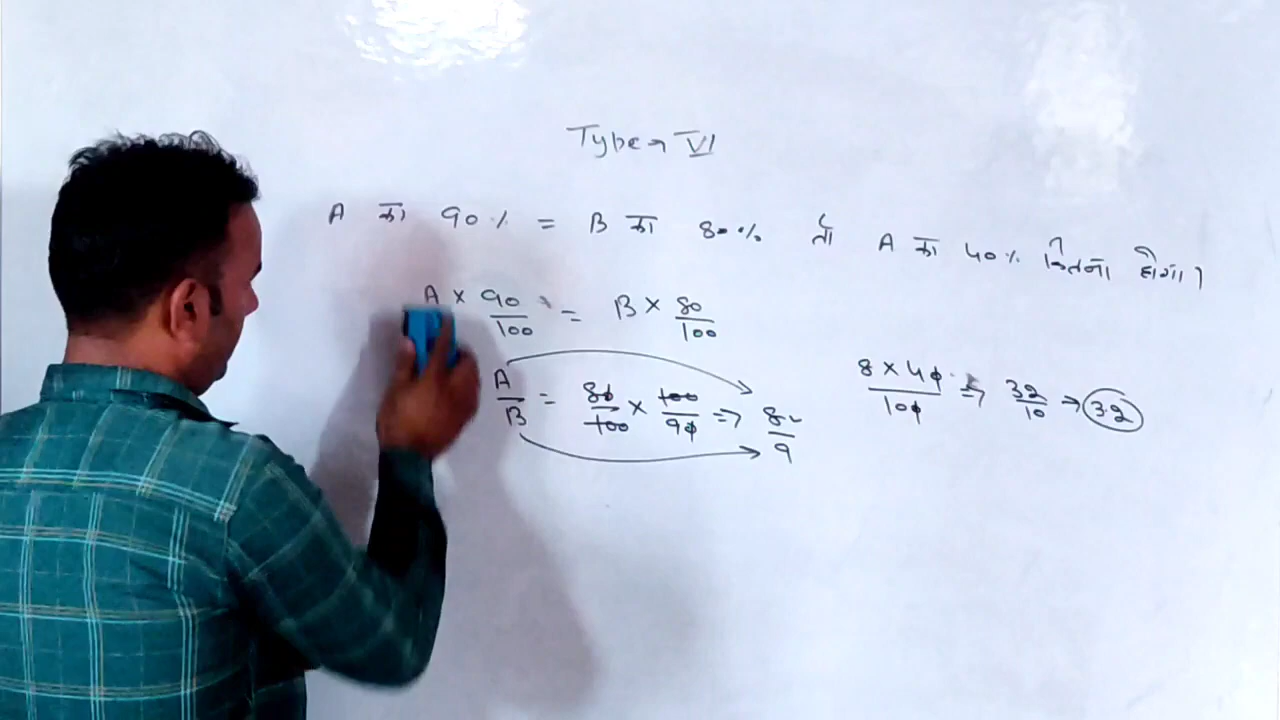 Type → VI
A का 90% = B का 80% तो A का 40% कितना होगा?
A × 90/100 = B × 80/100
A/B = 80/100 × 100/90 => 8/9
8 × 40/100 => 32/10 → 32